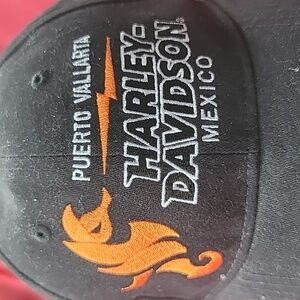 PUERTO VALLARTA
HARLEY-
DAVIDSON
MEXICO